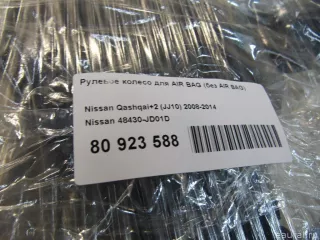 Рулевое колесо для AIR BAG (без AIR BAG)
Nissan Qashqai+2 (JJ10) 2008-2014
Nissan 48430-JD01D
80 923 588